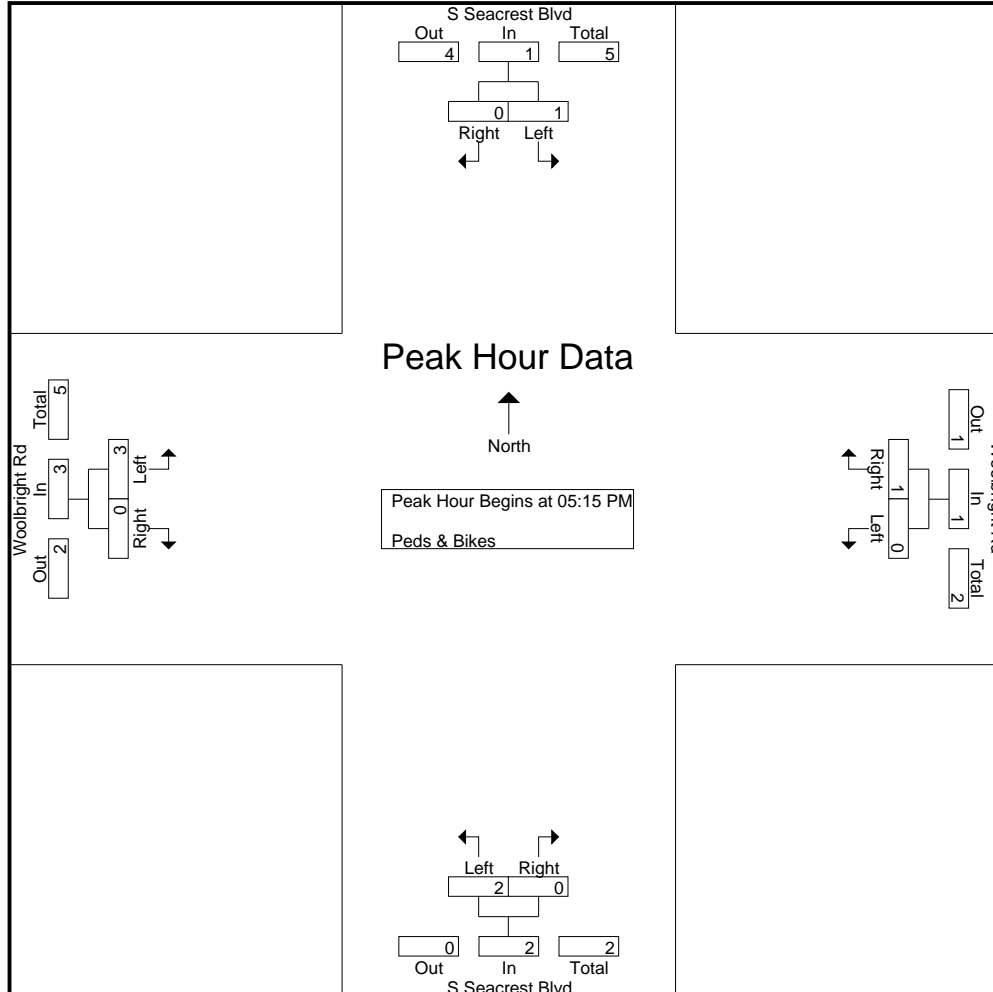 S Seacrest Blvd
Out In Total
4 1 5
0 1
Right Left
Peak Hour Data
North
Peak Hour Begins at 05:15 PM
Peds & Bikes
Woolbright Rd
Total In Out
5 3 2
3 0
Left Right
Out In Total
1 1 2
1 0
Right Left
Left Right
2 0
0 2 2
Out In Total
S Seacrest Blvd